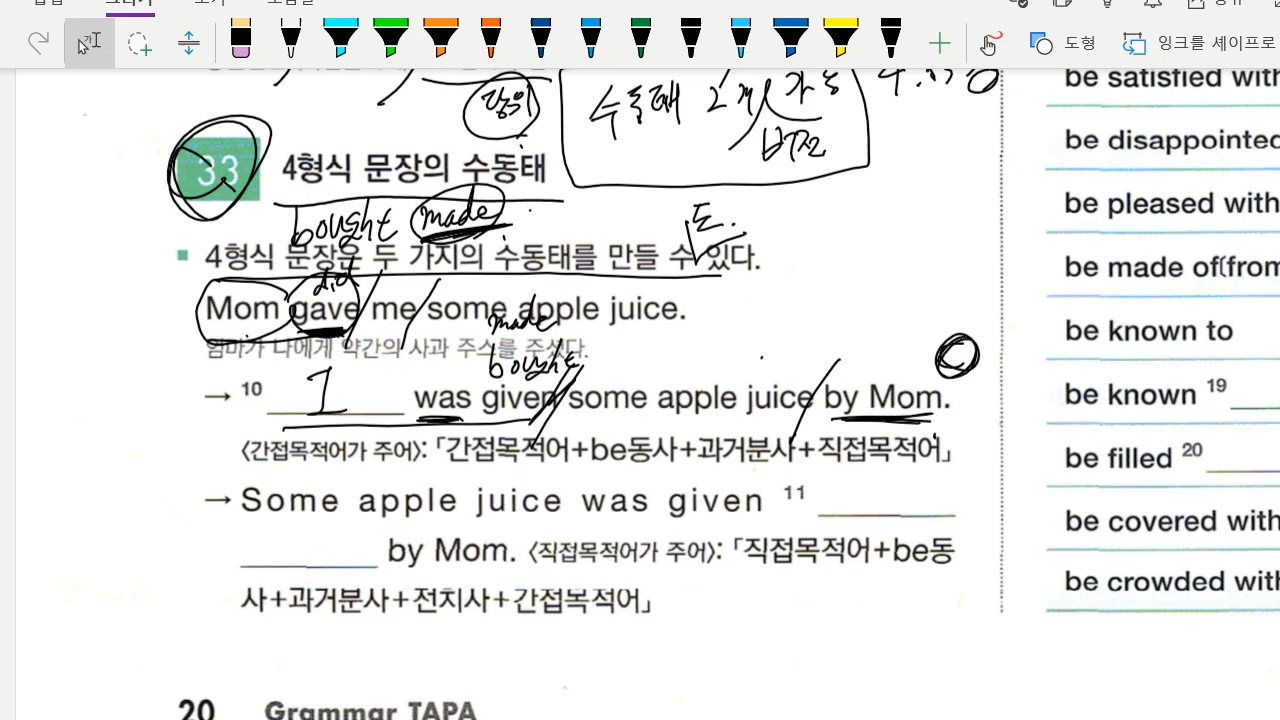 도형
잉크를 셰이프로
수동태 2개 가능
be satisfied with
be disappointed
33 4형식 문장의 수동태
be pleased with
bought made
4형식 문장은 두 가지의 수동태를 만들 수 있다.
도.
be made of(from
did
Mom gave me some apple juice.
made
엄마가 나에게 약간의 사과 주스를 주셨다.
be known to
bought
→ 10 I was given some apple juice by Mom.
be known 19
〈간접목적어가 주어〉: 「간접목적어+be동사+과거분사+직접목적어」
be filled 20
→ Some apple juice was given 11
be covered with
by Mom. 〈직접목적어가 주어〉: 「직접목적어+be동
사+과거분사+전치사+간접목적어」
be crowded with
20 Grammar TAPA